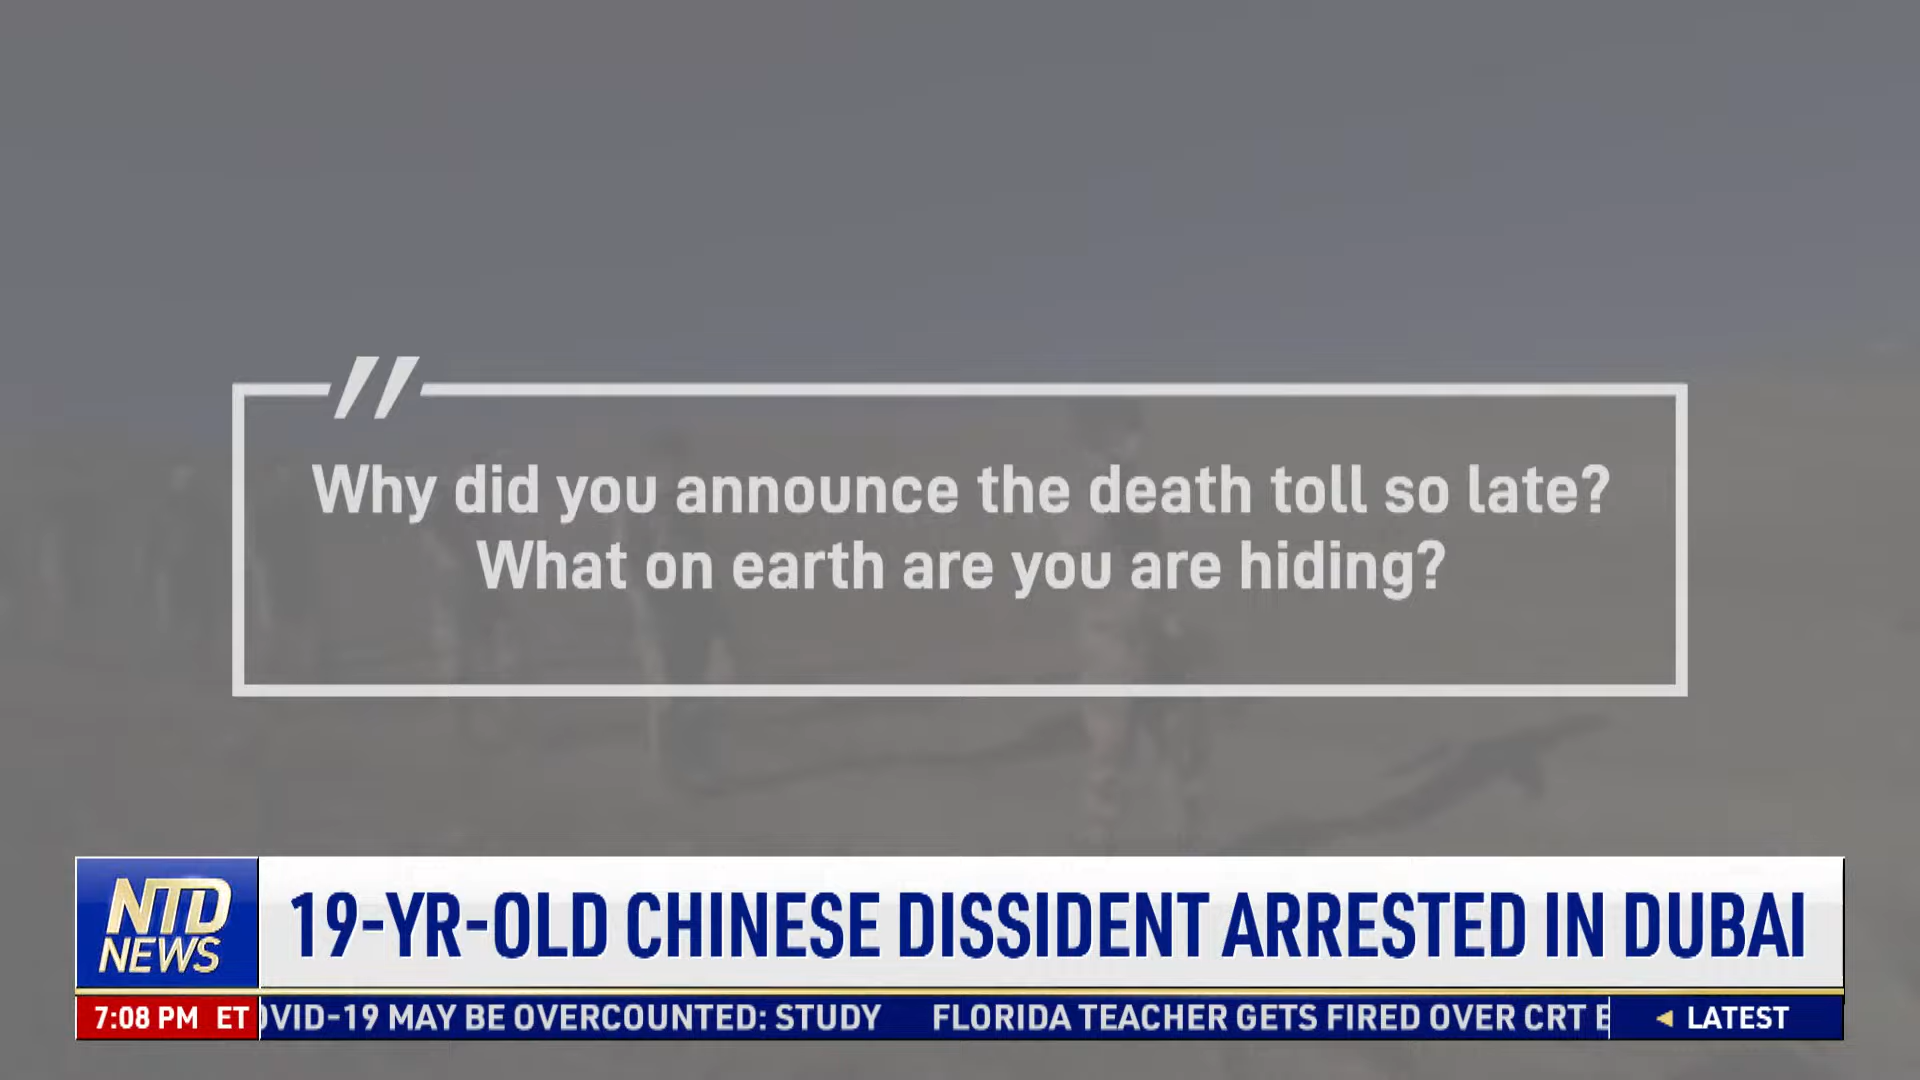 "
Why did you announce the death toll so late?
What on earth are you are hiding?
NTD
NEWS
19-YR-OLD CHINESE DISSIDENT ARRESTED IN DUBAI
7:08 PM ET
OVID-19 MAY BE OVERCOUNTED: STUDY FLORIDA TEACHER GETS FIRED OVER CRT
LATEST